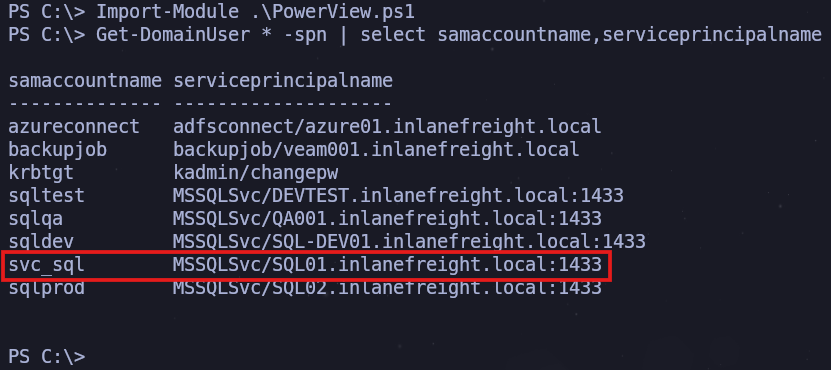 PS C:\> Import-Module .\PowerView.ps1
PS C:\> Get-DomainUser * -spn | select samaccountname,serviceprincipalname
samaccountname serviceprincipalname
-------------- --------------------
azureconnect   adfsconnect/azure01.inlanefreight.local
backupjob      backupjob/veam001.inlanefreight.local
krbtgt         kadmin/changepw
sqltest        MSSQLSvc/DEVTEST.inlanefreight.local:1433
sqlqa          MSSQLSvc/QA001.inlanefreight.local:1433
sqldev         MSSQLSvc/SQL-DEV01.inlanefreight.local:1433
svc_sql        MSSQLSvc/SQL01.inlanefreight.local:1433
sqlprod        MSSQLSvc/SQL02.inlanefreight.local:1433
PS C:\>